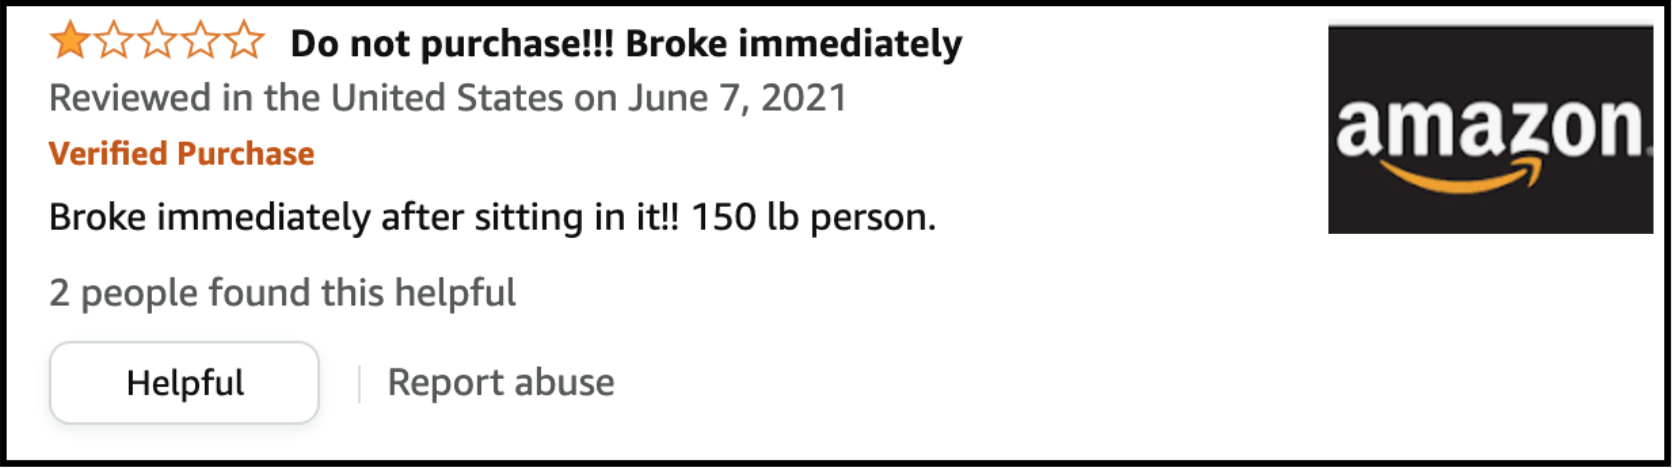 Do not purchase!!! Broke immediately
Reviewed in the United States on June 7, 2021
Verified Purchase
Broke immediately after sitting in it!! 150 lb person.
2 people found this helpful
Helpful
Report abuse
amazon